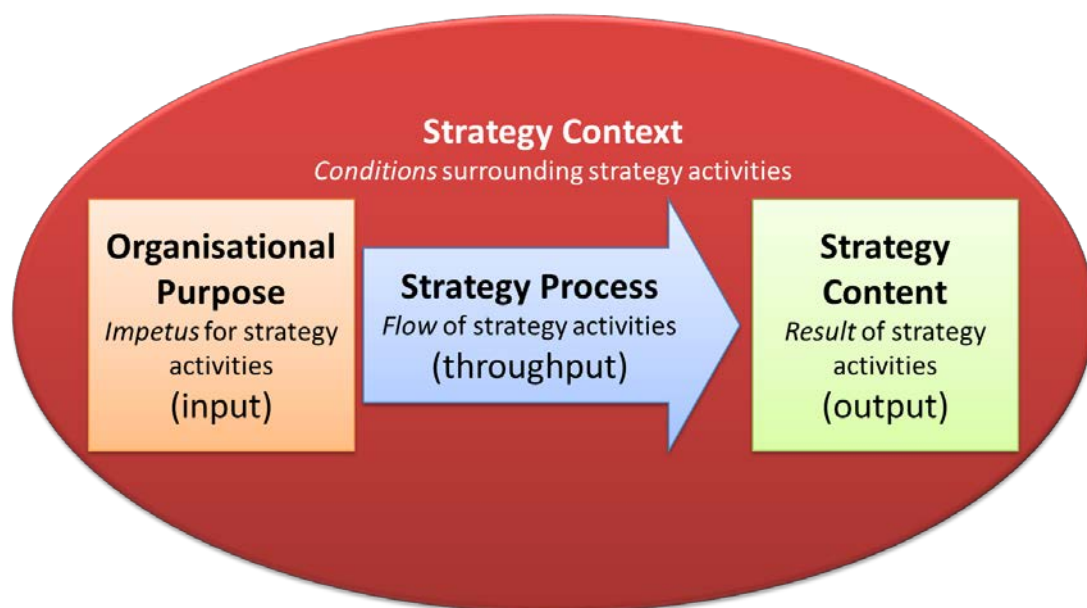 Strategy Context
Conditions surrounding strategy activities
Organisational
Purpose
Impetus for strategy
activities
(input)
Strategy Process
Flow of strategy activities
(throughput)
Strategy
Content
Result of strategy
activities
(output)